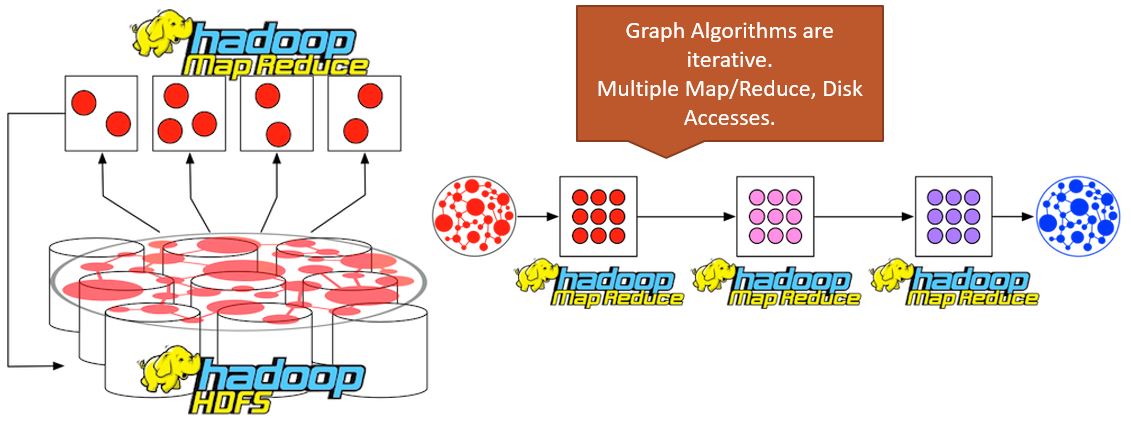 hadoop
Map Reduce
Graph Algorithms are
iterative.
Multiple Map/Reduce, Disk
Accesses.
hadoop
Map Reduce
hadoop
Map Reduce
hadoop
Map Reduce
hadoop
HDFS